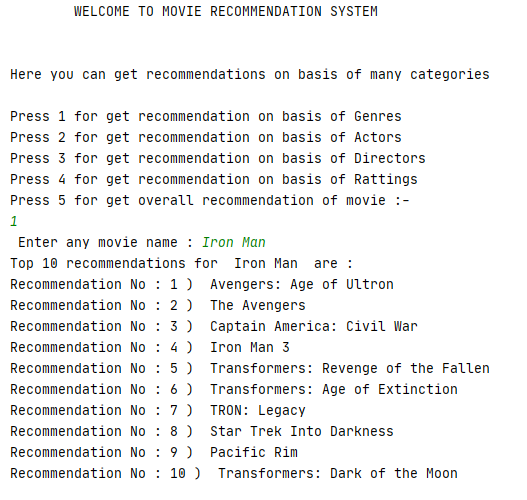 WELCOME TO MOVIE RECOMMENDATION SYSTEM
Here you can get recommendations on basis of many categories
Press 1 for get recommendation on basis of Genres
Press 2 for get recommendation on basis of Actors
Press 3 for get recommendation on basis of Directors
Press 4 for get recommendation on basis of Rattings
Press 5 for get overall recommendation of movie :-
1
Enter any movie name : Iron Man
Top 10 recommendations for  Iron Man  are :
Recommendation No : 1 )  Avengers: Age of Ultron
Recommendation No : 2 )  The Avengers
Recommendation No : 3 )  Captain America: Civil War
Recommendation No : 4 )  Iron Man 3
Recommendation No : 5 )  Transformers: Revenge of the Fallen
Recommendation No : 6 )  Transformers: Age of Extinction
Recommendation No : 7 )  TRON: Legacy
Recommendation No : 8 )  Star Trek Into Darkness
Recommendation No : 9 )  Pacific Rim
Recommendation No : 10 )  Transformers: Dark of the Moon